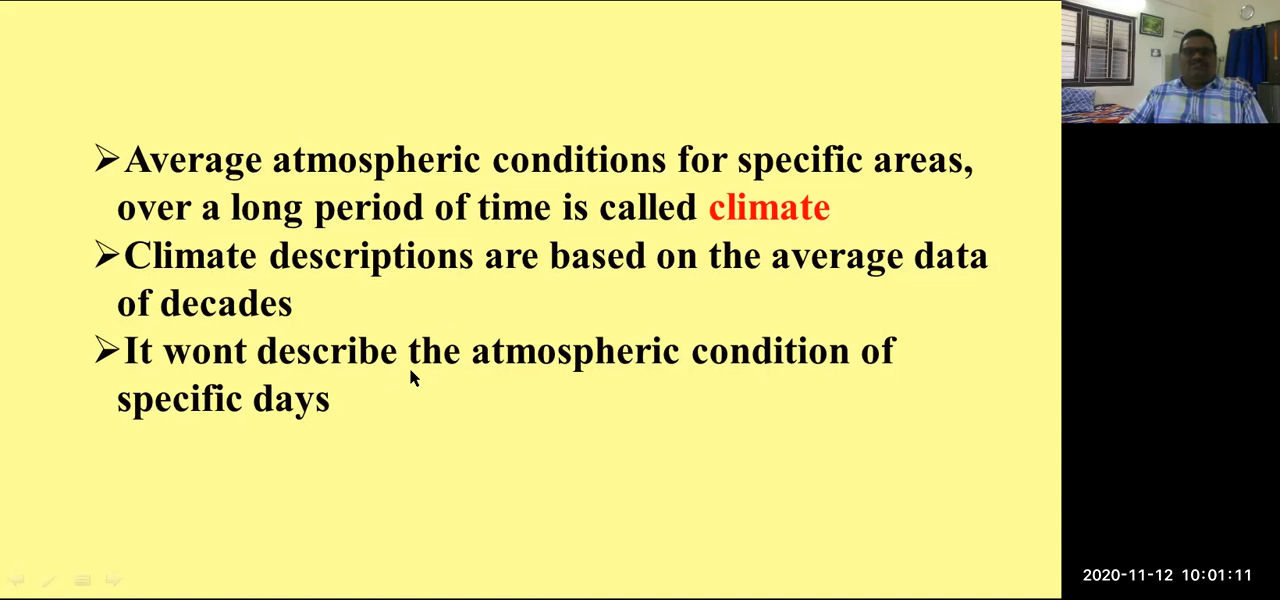 ➢Average atmospheric conditions for specific areas,
over a long period of time is called climate
➢Climate descriptions are based on the average data
of decades
➢It wont describe the atmospheric condition of
specific days
2020-11-12 10:01:11